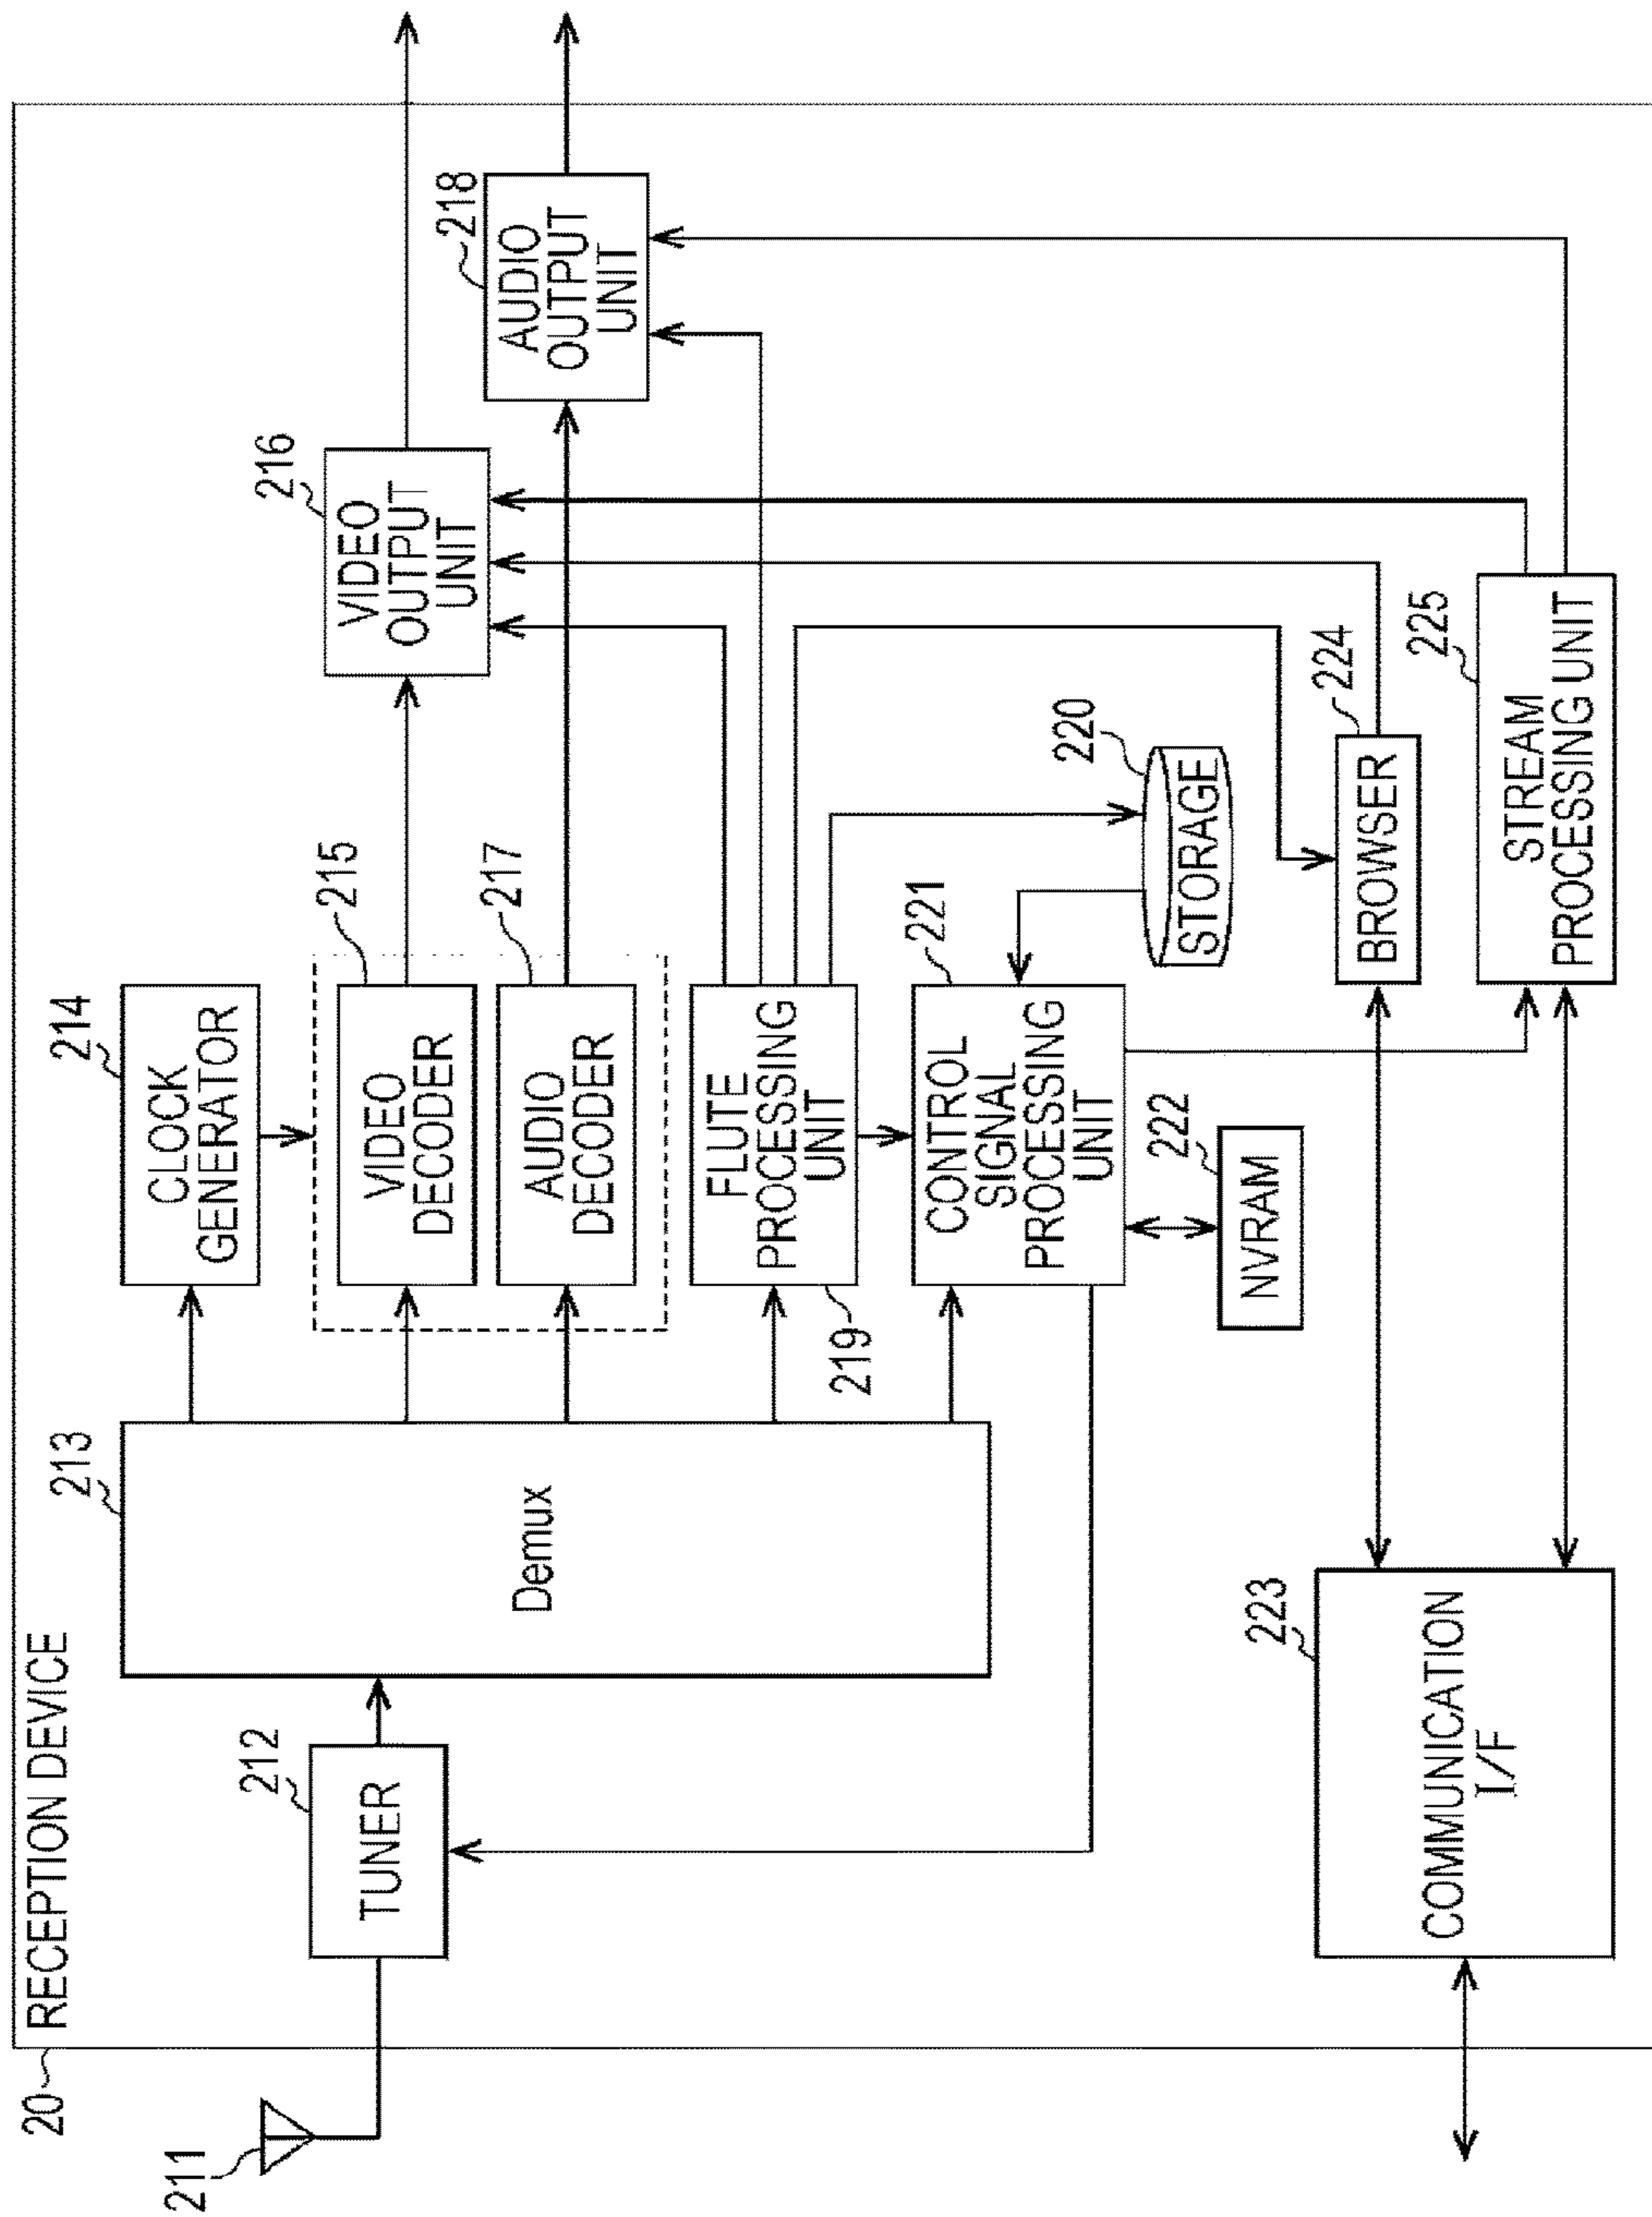 20
RECEPTION DEVICE
211
212
TUNER
213
Demux
214
CLOCK
GENERATOR
215
VIDEO
DECODER
216
VIDEO
OUTPUT
UNIT
217
AUDIO
DECODER
218
AUDIO
OUTPUT
UNIT
219
FLUTE
PROCESSING
UNIT
220
STORAGE
221
CONTROL
SIGNAL
PROCESSING
UNIT
222
NVRAM
223
COMMUNICATION
I/F
224
BROWSER
225
STREAM
PROCESSING UNIT